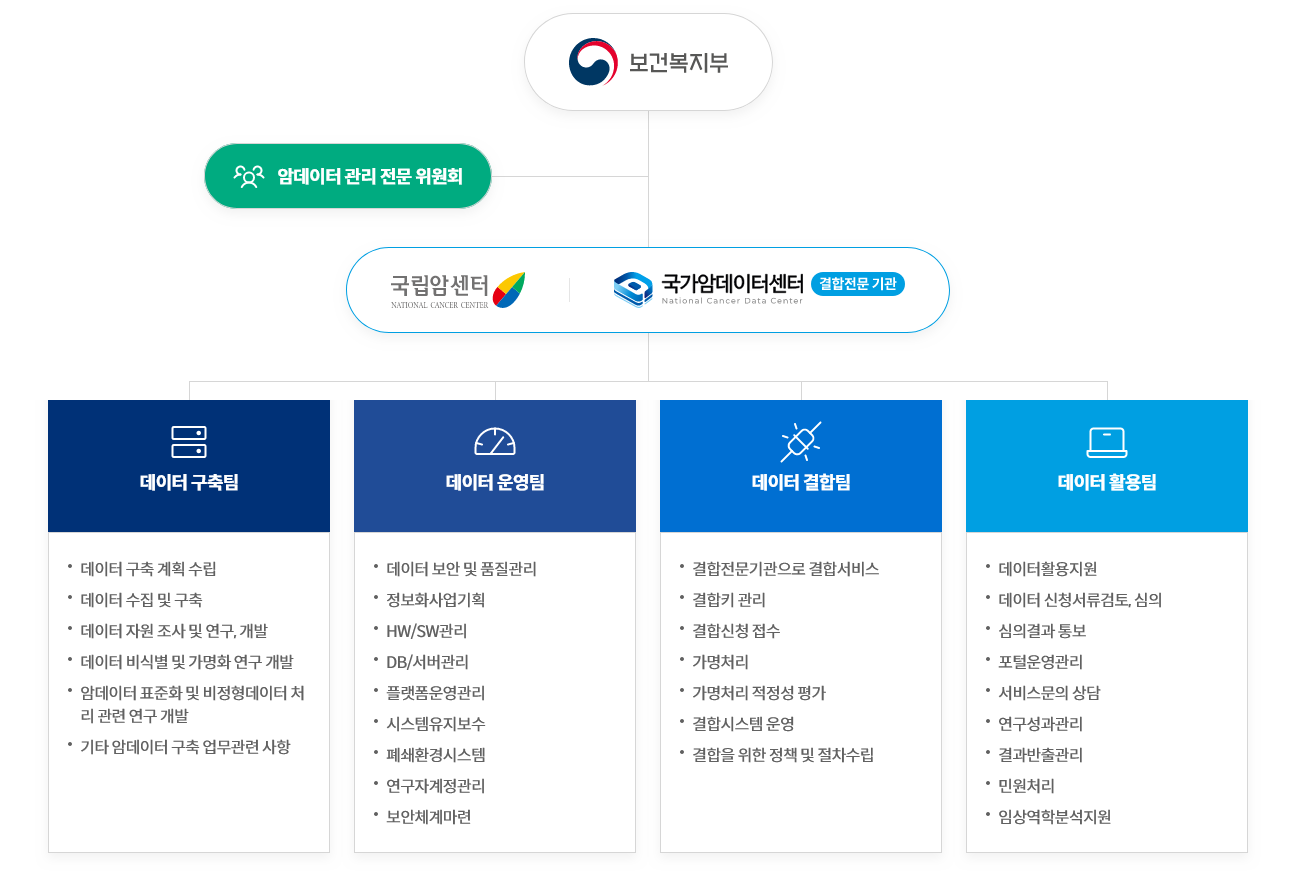 보건복지부
암데이터 관리 전문 위원회
국립암센터
NATIONAL CANCER CENTER
국가암데이터센터
National Cancer Data Center
결합전문 기관
데이터 구축팀
• 데이터 구축 계획 수립
• 데이터 수집 및 구축
• 데이터 자원 조사 및 연구, 개발
• 데이터 비식별 및 가명화 연구 개발
• 암데이터 표준화 및 비정형데이터 처
리 관련 연구 개발
• 기타 암데이터 구축 업무관련 사항
데이터 운영팀
• 데이터 보안 및 품질관리
• 정보화사업기획
• HW/SW관리
• DB/서버관리
• 플랫폼운영관리
• 시스템유지보수
• 폐쇄환경시스템
• 연구자계정관리
• 보안체계마련
데이터 결합팀
• 결합전문기관으로 결합서비스
• 결합키 관리
• 결합신청 접수
• 가명처리
• 가명처리 적정성 평가
• 결합시스템 운영
• 결합을 위한 정책 및 절차수립
데이터 활용팀
• 데이터활용지원
• 데이터 신청서류검토, 심의
• 심의결과 통보
• 포털운영관리
• 서비스문의 상담
• 연구성과관리
• 결과반출관리
• 민원처리
• 임상역학분석지원